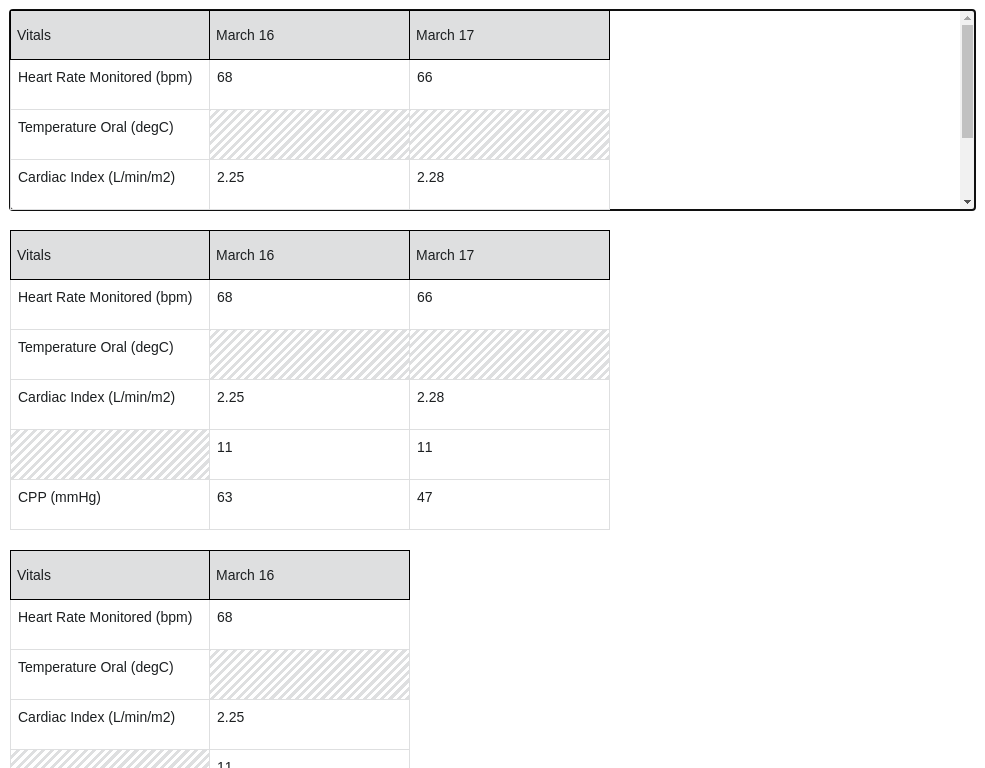 Vitals March 16 March 17
Heart Rate Monitored (bpm) 68 66
Temperature Oral (degC)
Cardiac Index (L/min/m2) 2.25 2.28
Vitals March 16 March 17
Heart Rate Monitored (bpm) 68 66
Temperature Oral (degC)
Cardiac Index (L/min/m2) 2.25 2.28
11 11
CPP (mmHg) 63 47
Vitals March 16
Heart Rate Monitored (bpm) 68
Temperature Oral (degC)
Cardiac Index (L/min/m2) 2.25
11